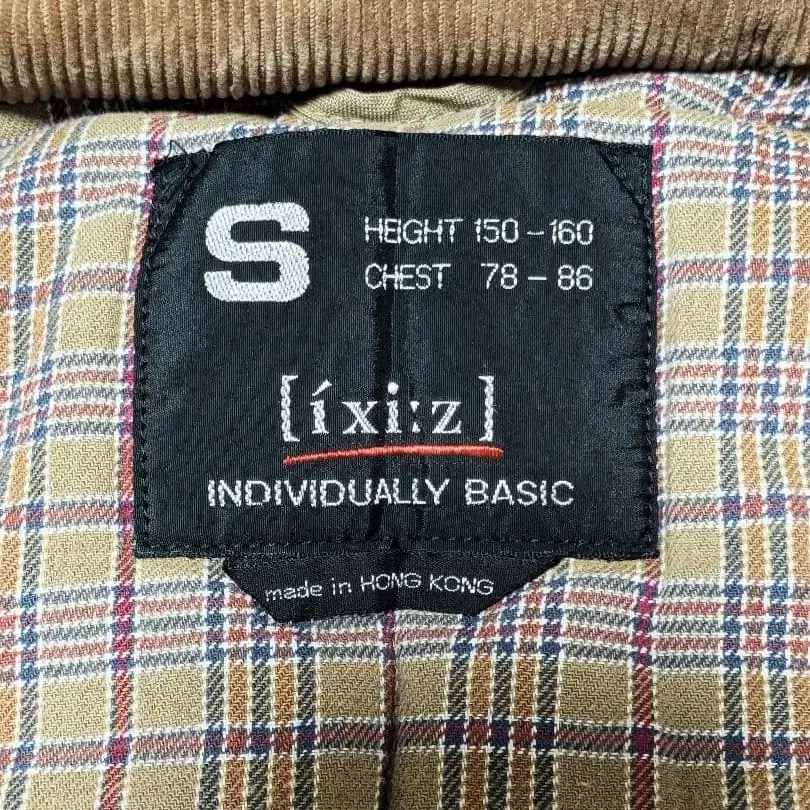 S
HEIGHT 150 – 160
CHEST 78 – 86
[íxi:z]
INDIVIDUALLY BASIC
made in HONG KONG